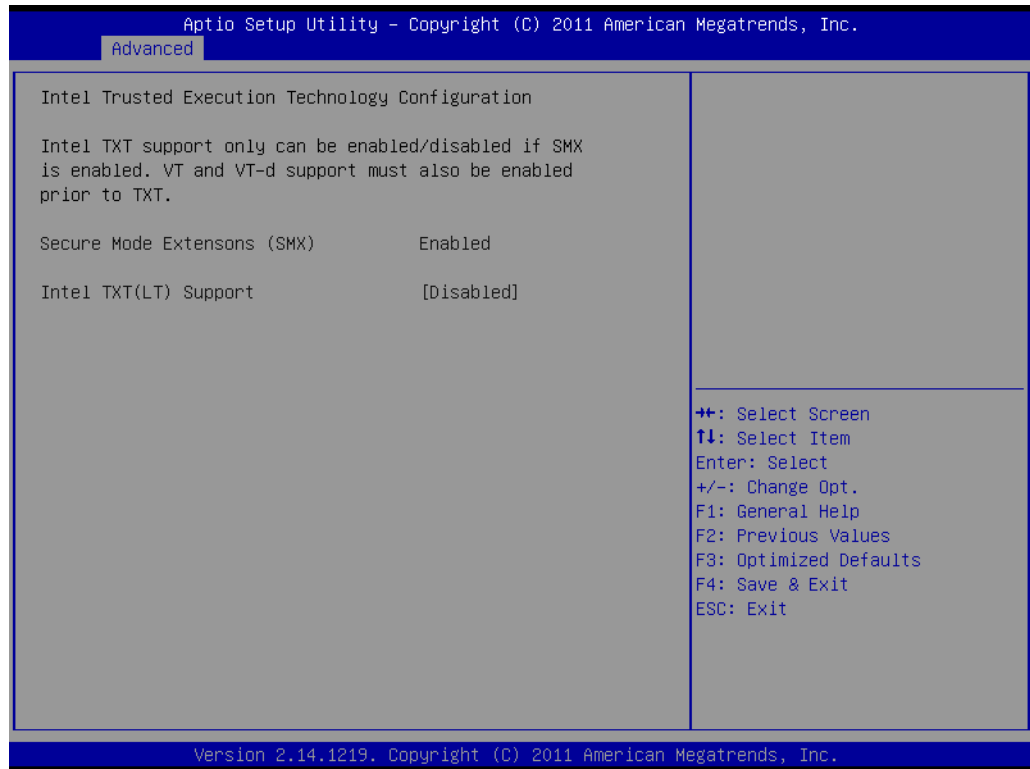 Aptio Setup Utility – Copyright (C) 2011 American Megatrends, Inc.
Advanced
Intel Trusted Execution Technology Configuration
Intel TXT support only can be enabled/disabled if SMX
is enabled. VT and VT-d support must also be enabled
prior to TXT.
Secure Mode Extensons (SMX) Enabled
Intel TXT(LT) Support [Disabled]
→←: Select Screen
↑↓: Select Item
Enter: Select
+/-: Change Opt.
F1: General Help
F2: Previous Values
F3: Optimized Defaults
F4: Save & Exit
ESC: Exit
Version 2.14.1219. Copyright (C) 2011 American Megatrends, Inc.